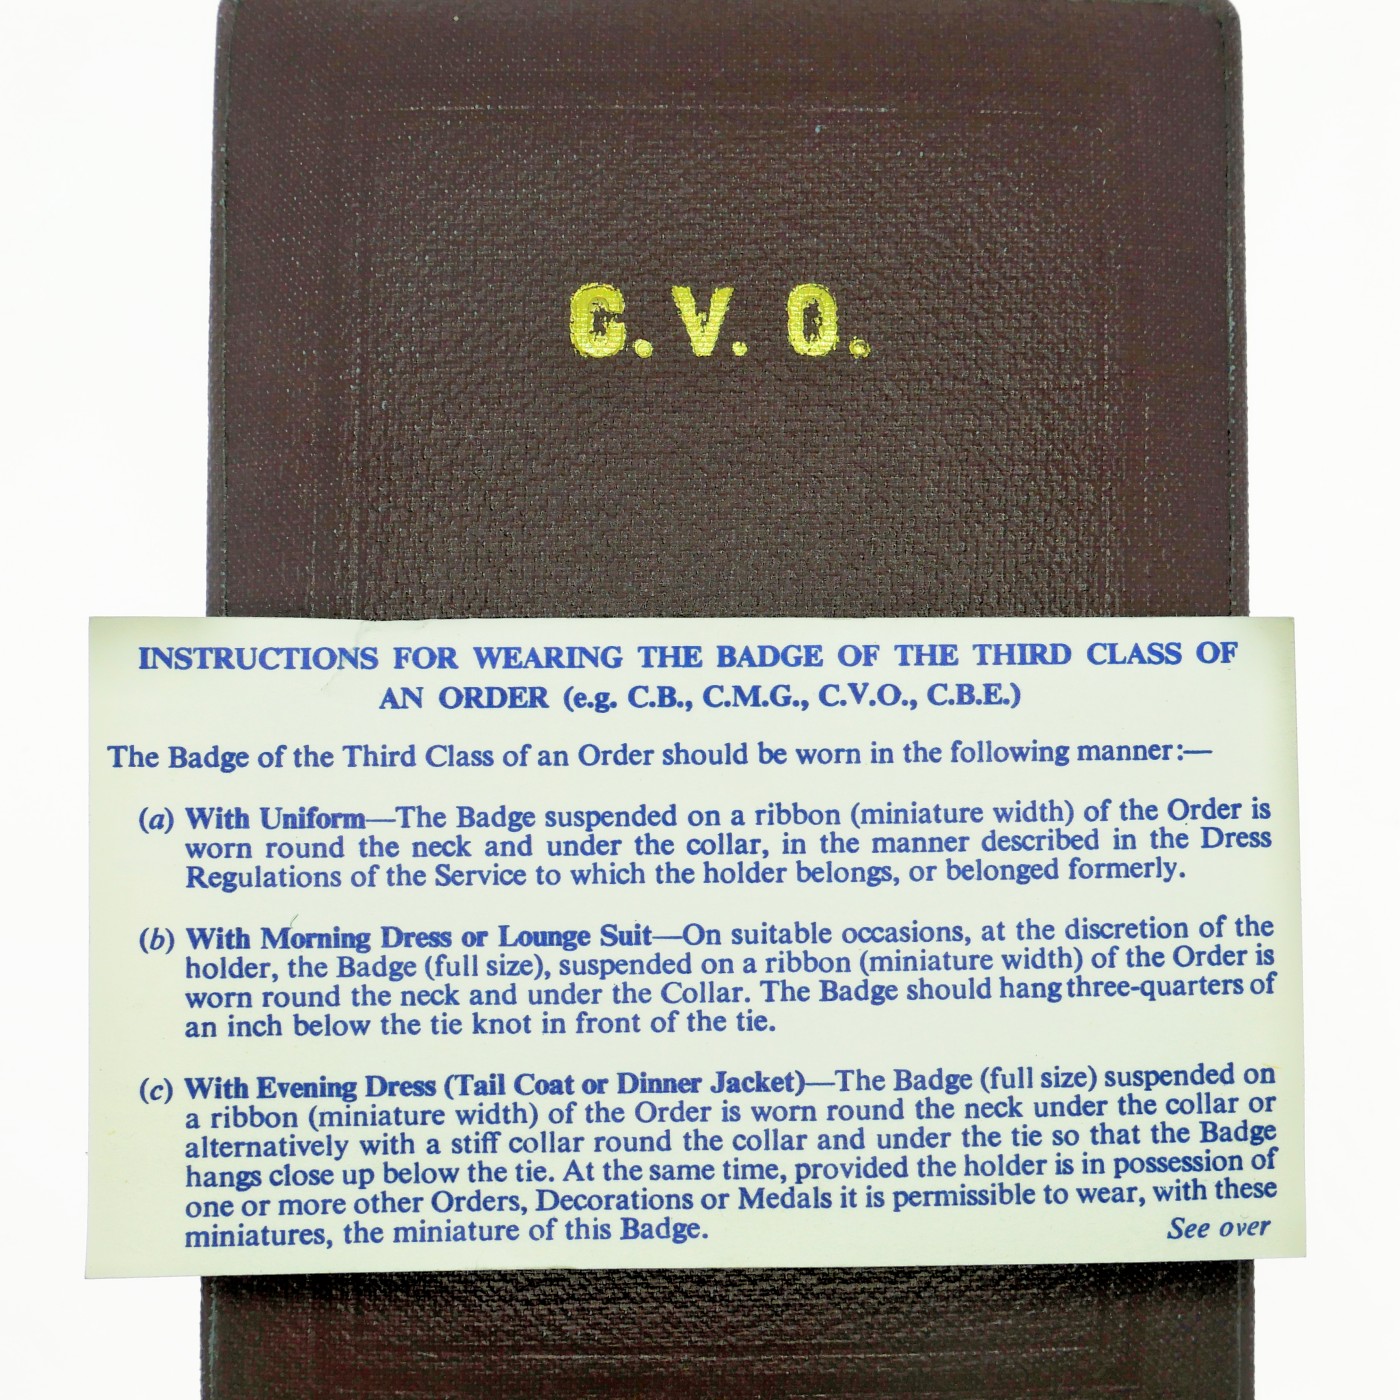 C.V.O.
INSTRUCTIONS FOR WEARING THE BADGE OF THE THIRD CLASS OF
AN ORDER (e.g. C.B., C.M.G., C.V.O., C.B.E.)
The Badge of the Third Class of an Order should be worn in the following manner:—
(a) With Uniform—The Badge suspended on a ribbon (miniature width) of the Order is
worn round the neck and under the collar, in the manner described in the Dress
Regulations of the Service to which the holder belongs, or belonged formerly.
(b) With Morning Dress or Lounge Suit—On suitable occasions, at the discretion of the
holder, the Badge (full size), suspended on a ribbon (miniature width) of the Order is
worn round the neck and under the Collar. The Badge should hang three-quarters of
an inch below the tie knot in front of the tie.
(c) With Evening Dress (Tail Coat or Dinner Jacket)—The Badge (full size) suspended on
a ribbon (miniature width) of the Order is worn round the neck under the collar or
alternatively with a stiff collar round the collar and under the tie so that the Badge
hangs close up below the tie. At the same time, provided the holder is in possession of
one or more other Orders, Decorations or Medals it is permissible to wear, with these
miniatures, the miniature of this Badge.
See over